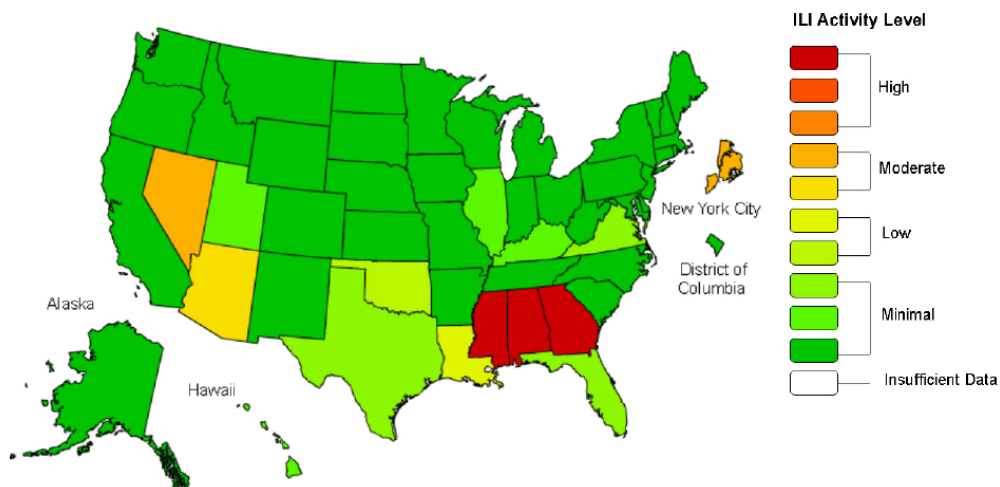 ILI Activity Level
High
Moderate
Low
Minimal
Insufficient Data
New York City
District of
Columbia
Alaska
Hawaii